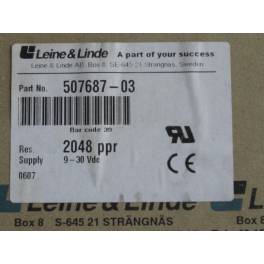 Leine & Linde A part of your success
Leine & Linde AB, Box 8, SE-645 21 Strängnäs, Sweden
Part No. 507687-03
Bar code 39
Res. 2048 ppr
Supply 9-30 Vdc
0607
Leine & Linde
Box 8 S-645 21 STRÄNGNÄS
Box